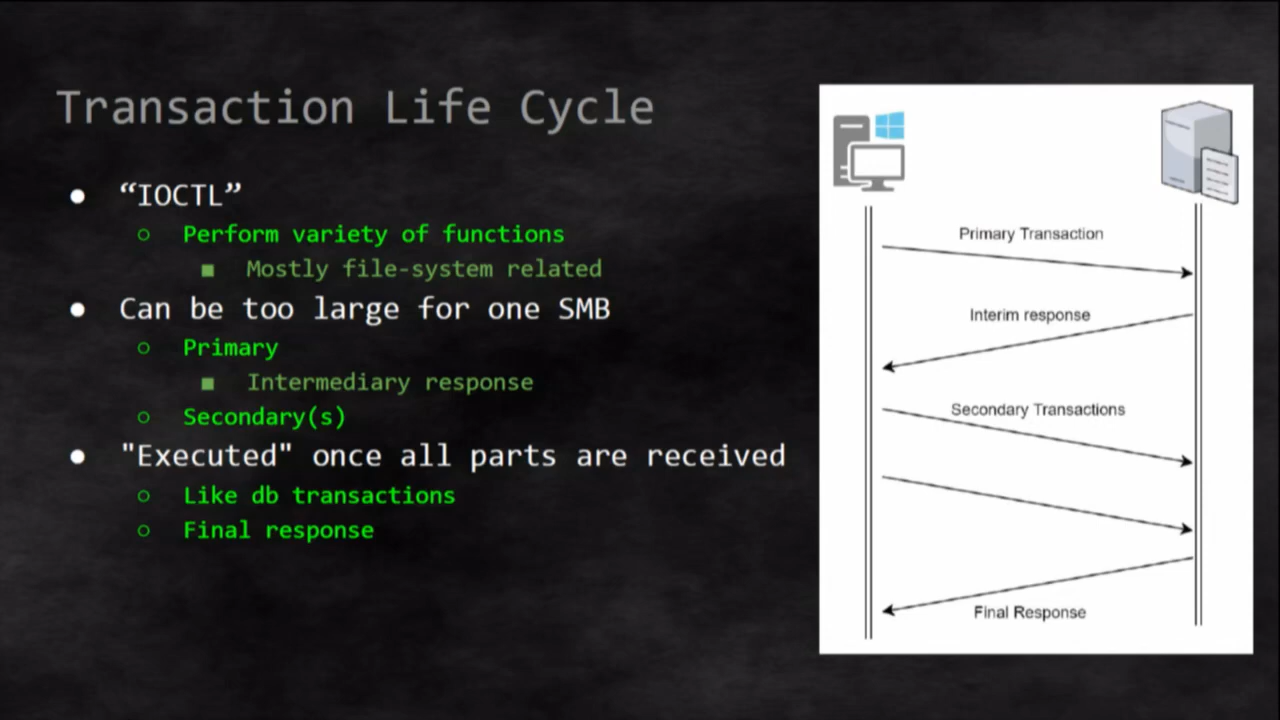 Transaction Life Cycle
“IOCTL”
Perform variety of functions
Mostly file-system related
Can be too large for one SMB
Primary
Intermediary response
Secondary(s)
"Executed" once all parts are received
Like db transactions
Final response
Primary Transaction
Interim response
Secondary Transactions
Final Response